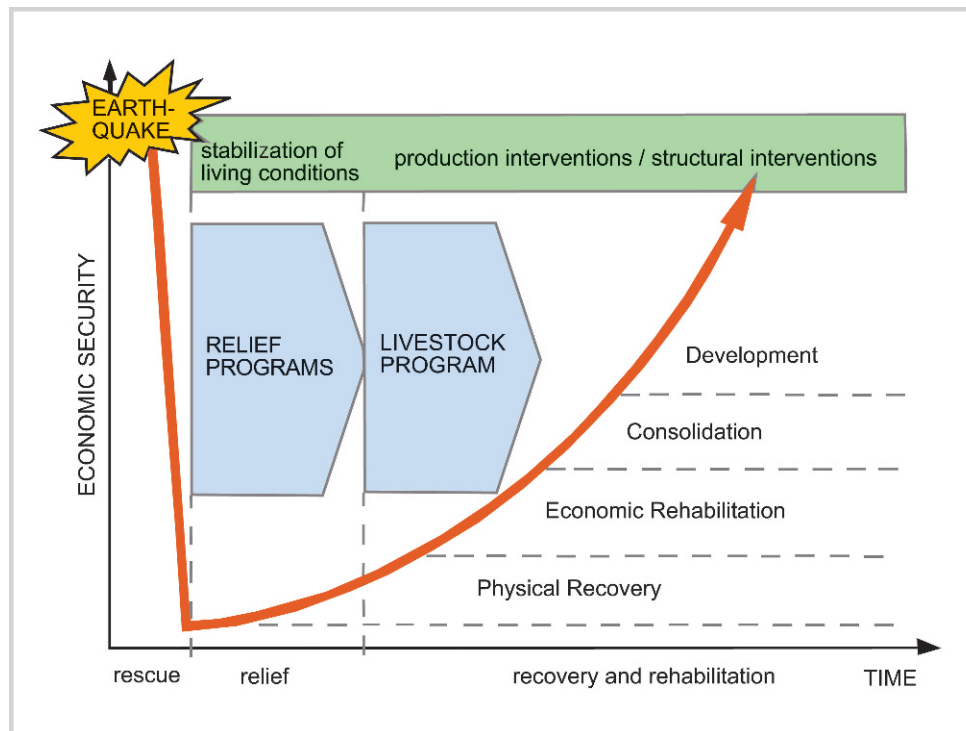 EARTH-
QUAKE
stabilization of
living conditions
production interventions / structural interventions
ECONOMIC SECURITY
RELIEF
PROGRAMS
LIVESTOCK
PROGRAM
Development
Consolidation
Economic Rehabilitation
Physical Recovery
rescue
relief
recovery and rehabilitation
TIME